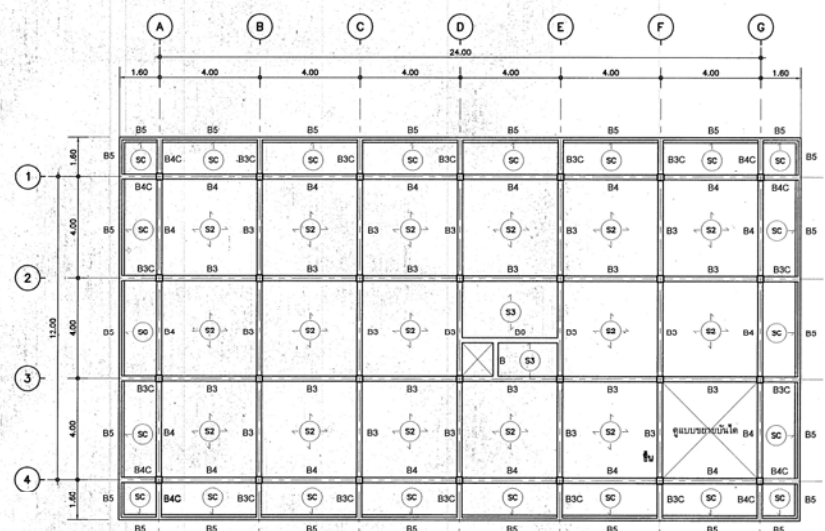 A B C D E F G
24.00
1.60 4.00 4.00 4.00 4.00 4.00 4.00 1.60
B5 B5 B5 B5 B5 B5 B5 B5
1.60 B5 SC B4C SC B3C SC B3C SC B3C SC SC B3C SC B3C SC B4C SC B5
1
B4C B4 B4 B4 B4 B4 B4 B4C
4.00 B5 SC B4 S2 B3 S2 S2 B3 B3 S2 B3 S2 B3 S2 B4 SC B5
B3C B3 B3 B3 B3 B3 B3C
2
S3
12.00 4.00 B5 B4 S2 S2 B3 S2 B3 B3 S2 B3 S2 B4 SC B5
B S3
3
B3C B3 B3 B3 B3 B3 B3C
4.00 B5 SC B4 S2 B3 S2 B3 S2 B3 S2 B3 S2 B3 ดูแบบขยายบันได B4 SC B5
ขึ้น
B4C B4 B4 B4 B4 B4 B4 B4C
4
1.60 B5 SC B4C SC B3C SC B3C SC B3C SC B3C SC B3C SC B4C SC B5
B5 B5 B5 B5 B5 B5 B5 B5